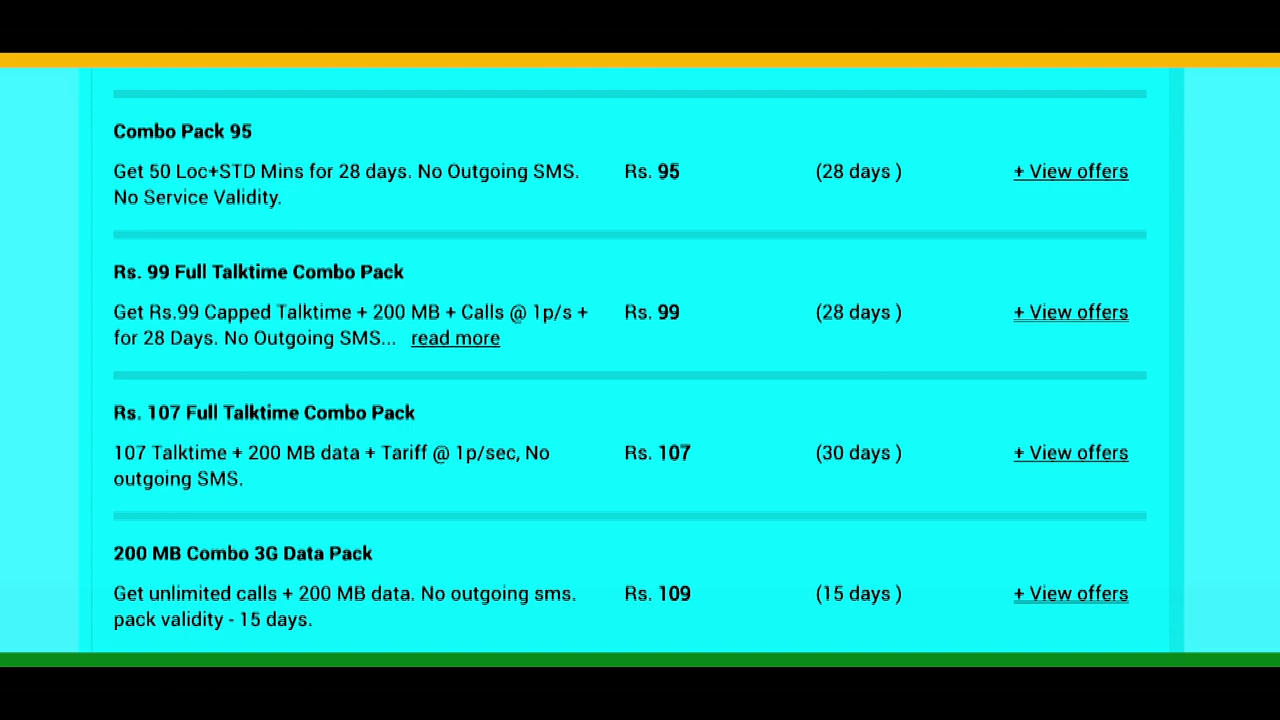 Combo Pack 95
Get 50 Loc+STD Mins for 28 days. No Outgoing SMS. Rs. 95 (28 days ) + View offers
No Service Validity.
Rs. 99 Full Talktime Combo Pack
Get Rs.99 Capped Talktime + 200 MB + Calls @ 1p/s + Rs. 99 (28 days ) + View offers
for 28 Days. No Outgoing SMS... read more
Rs. 107 Full Talktime Combo Pack
107 Talktime + 200 MB data + Tariff @ 1p/sec, No Rs. 107 (30 days ) + View offers
outgoing SMS.
200 MB Combo 3G Data Pack
Get unlimited calls + 200 MB data. No outgoing sms. Rs. 109 (15 days ) + View offers
pack validity - 15 days.